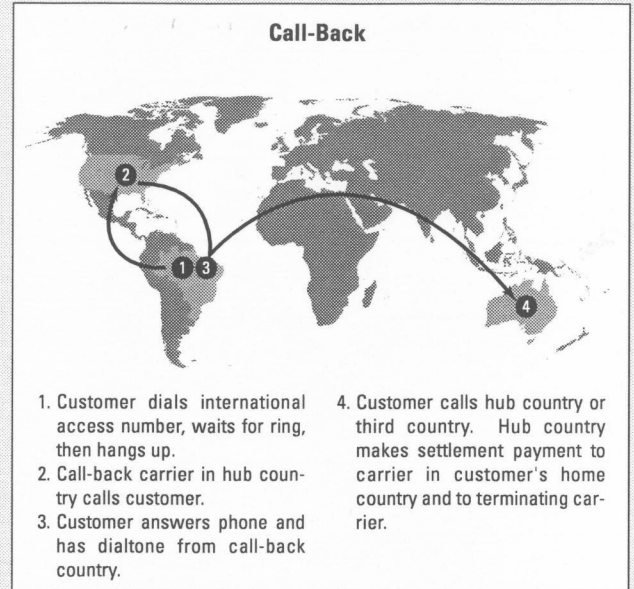 Call-Back
2
1 3
4
1. Customer dials international
access number, waits for ring,
then hangs up.
2. Call-back carrier in hub coun-
try calls customer.
3. Customer answers phone and
has dialtone from call-back
country.
4. Customer calls hub country or
third country. Hub country
makes settlement payment to
carrier in customer's home
country and to terminating car-
rier.